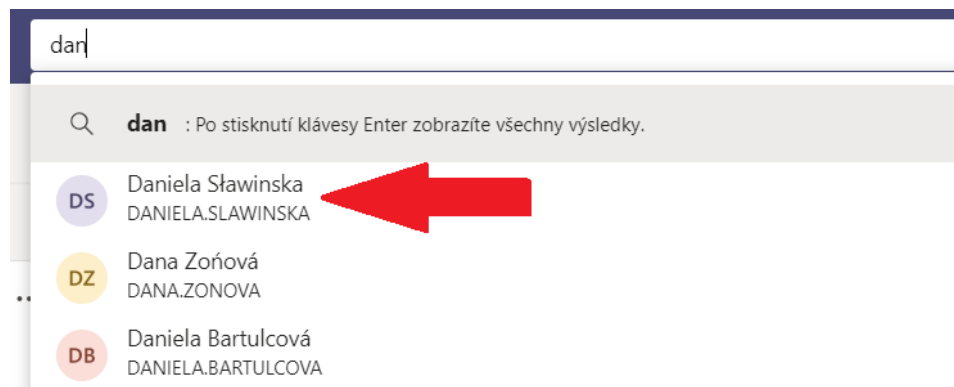 dan
dan : Po stisknutí klávesy Enter zobrazíte všechny výsledky.
DS
Daniela Sławinska
DANIELA.SLAWINSKA
DZ
Dana Zońová
DANA.ZONOVA
DB
Daniela Bartulcová
DANIELA.BARTULCOVA